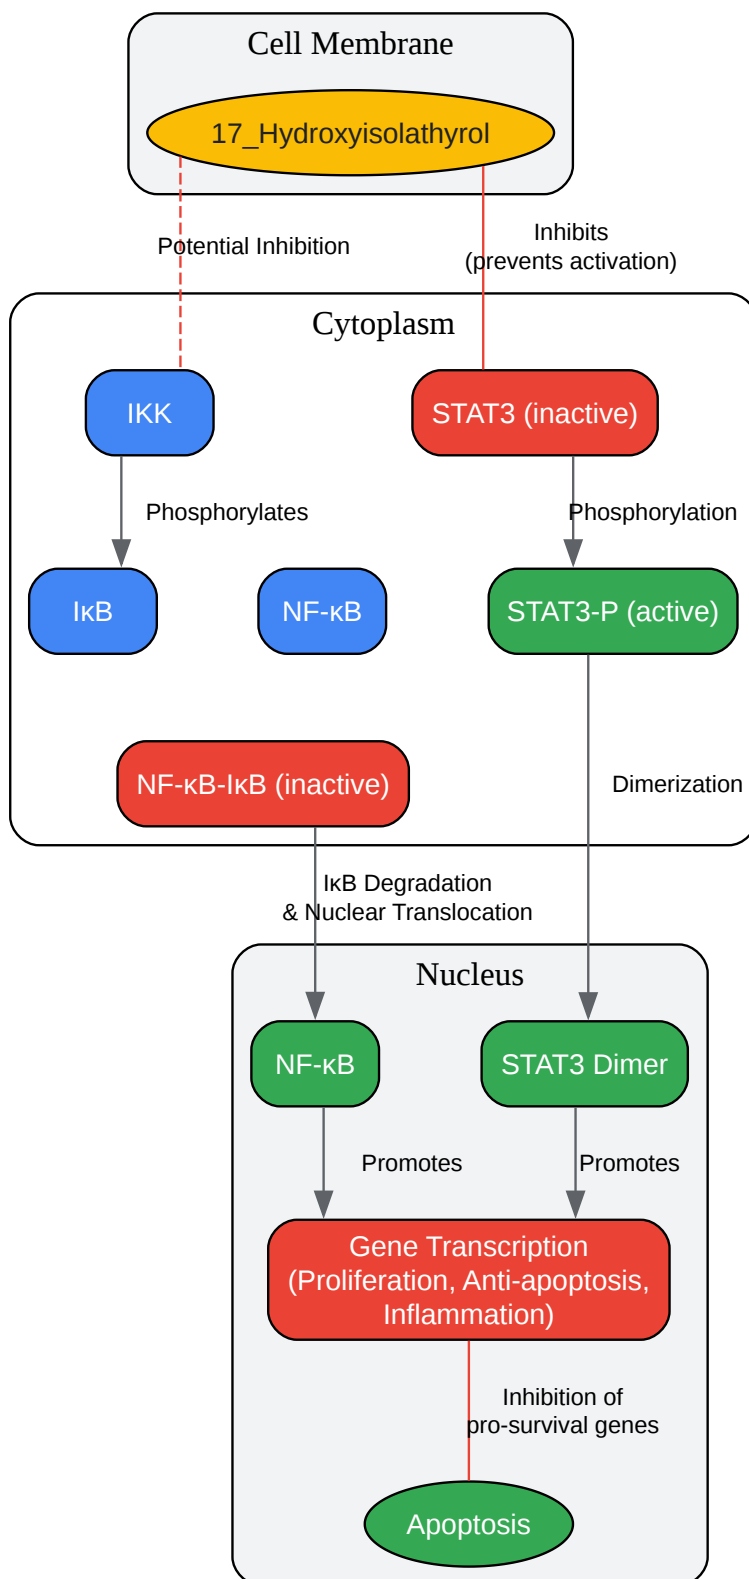 Cell Membrane
17_Hydroxyisolathyrol
Potential Inhibition
Inhibits
(prevents activation)
Cytoplasm
IKK
STAT3 (inactive)
Phosphorylates
Phosphorylation
IκB
NF-κB
STAT3-P (active)
NF-κB-IκB (inactive)
Dimerization
IκB Degradation
& Nuclear Translocation
Nucleus
NF-κB
STAT3 Dimer
Promotes
Promotes
Gene Transcription
(Proliferation, Anti-apoptosis,
Inflammation)
Inhibition of
pro-survival genes
Apoptosis